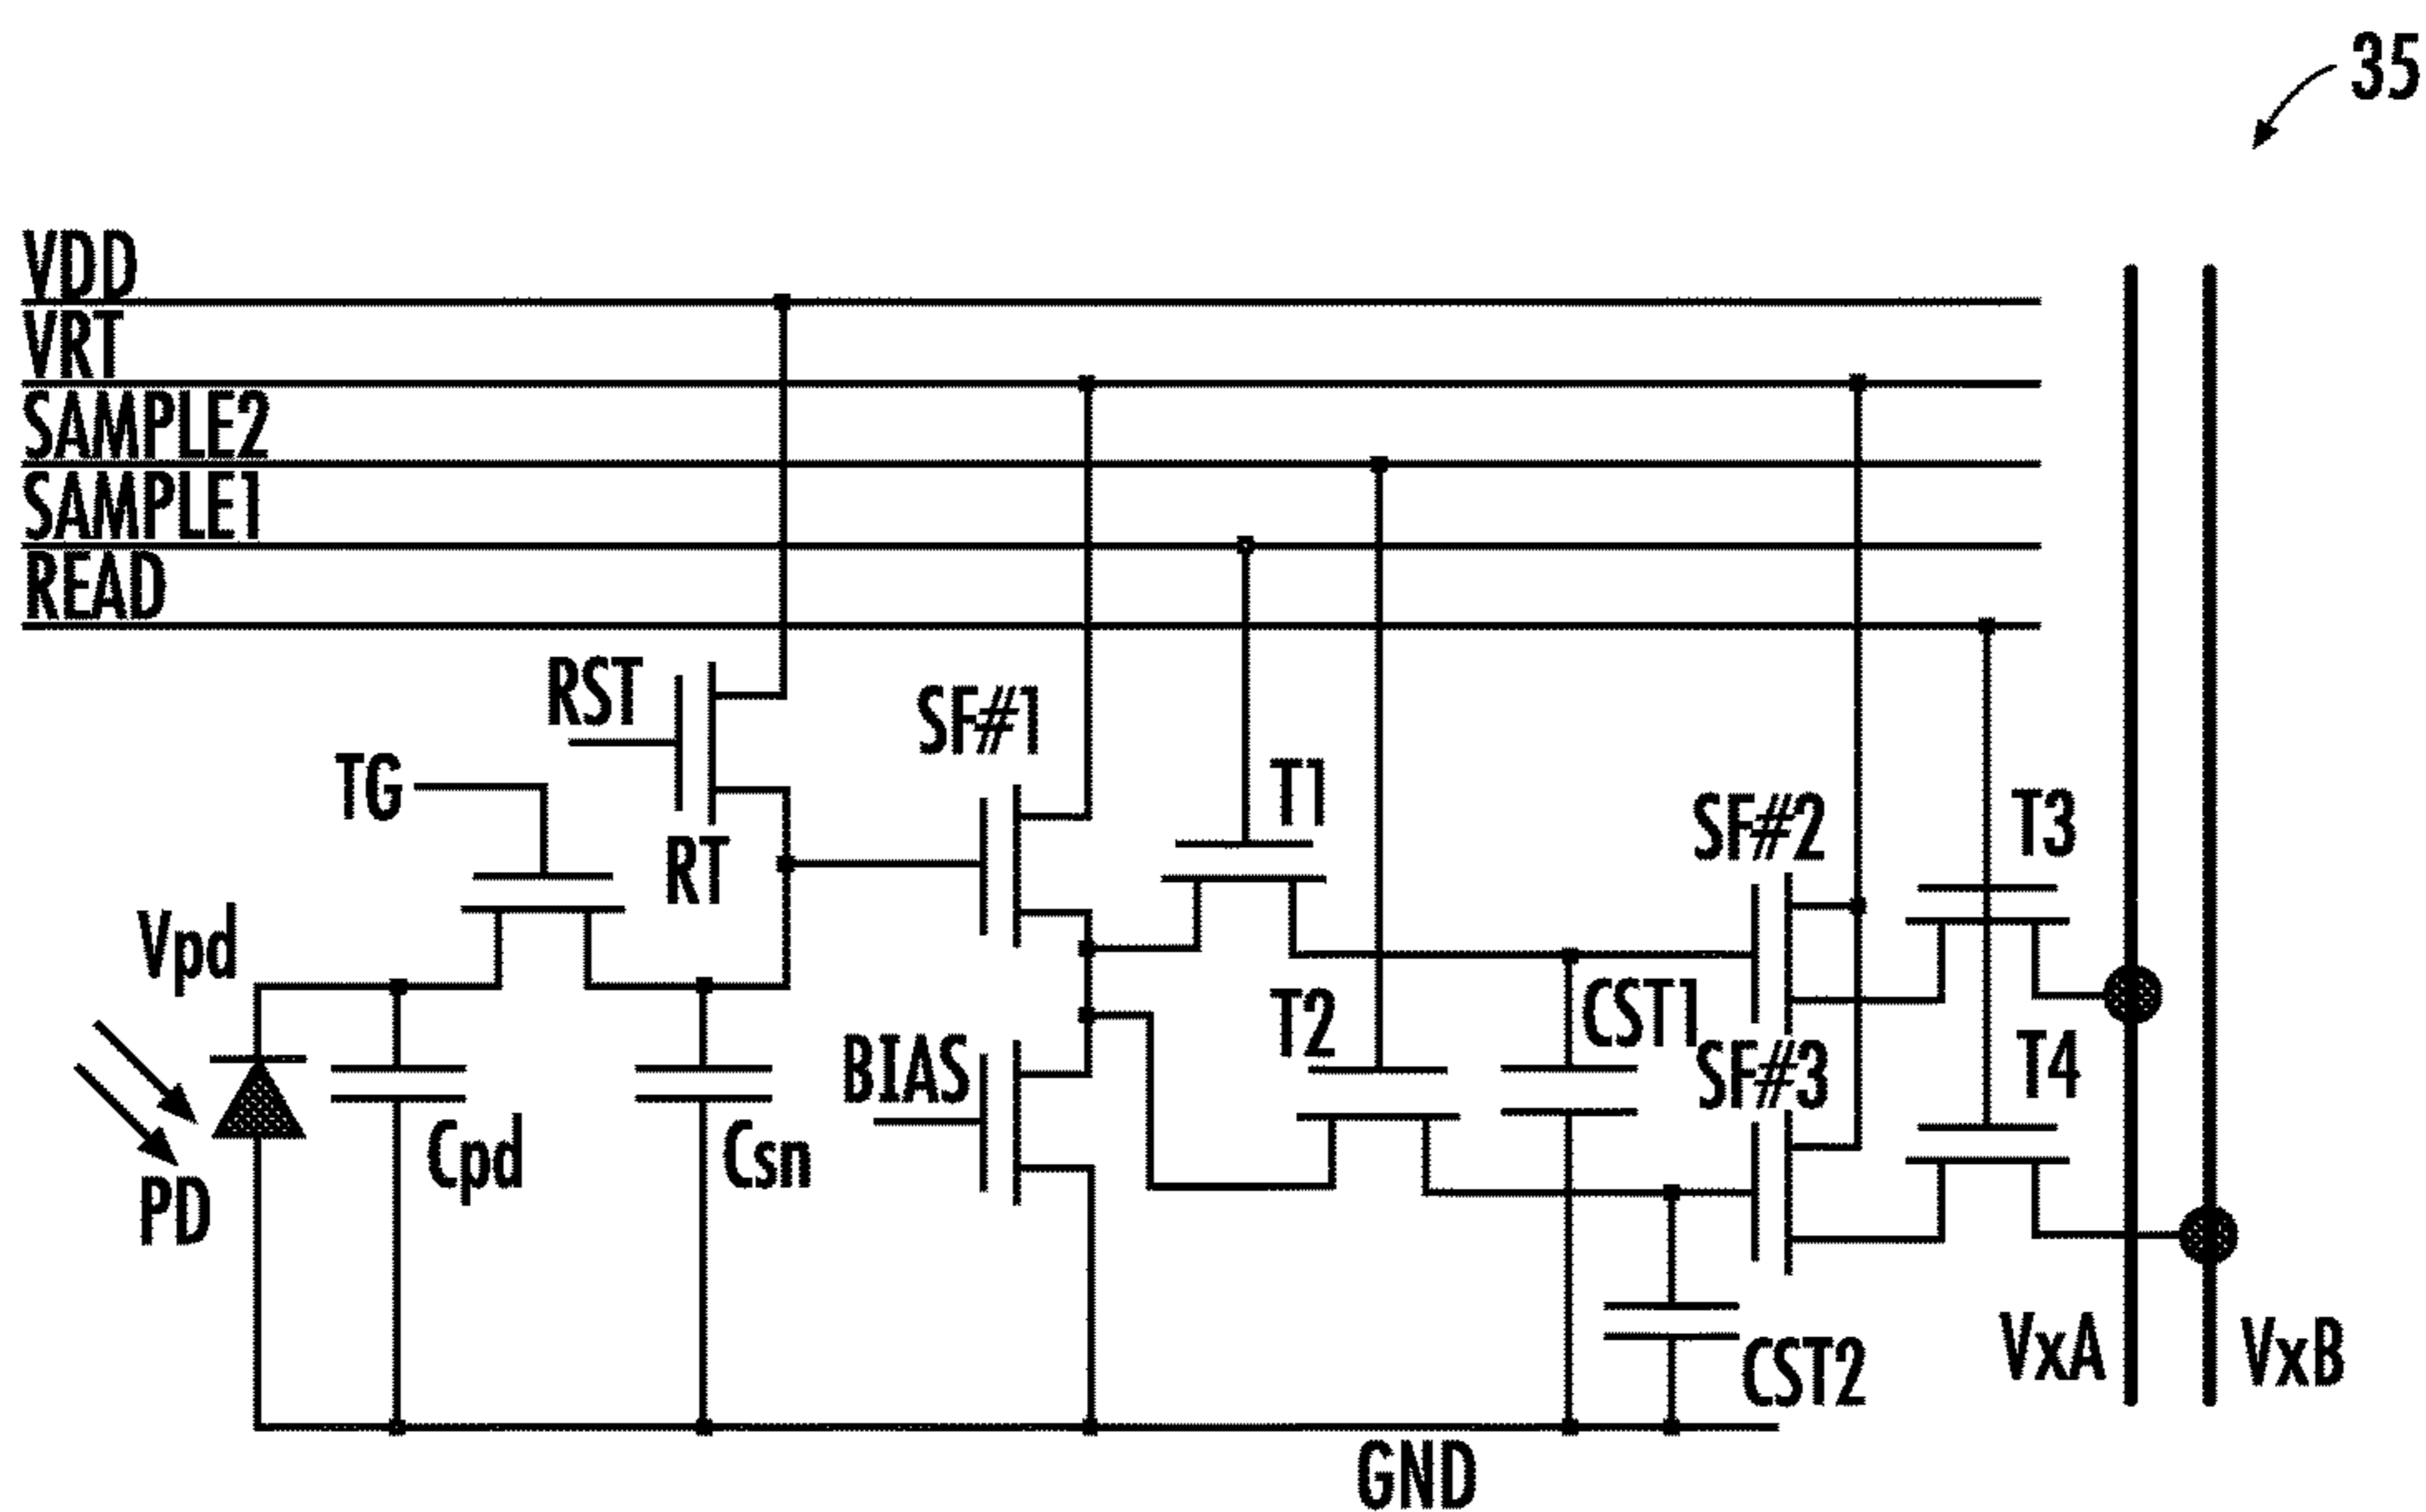 35
VDD
VRT
SAMPLE2
SAMPLE1
READ
RST
SF#1
TG
T1
RT
SF#2
T3
Vpd
CST1
T2
BIAS
SF#3
T4
Cpd
Csn
PD
VxA
VxB
CST2
GND